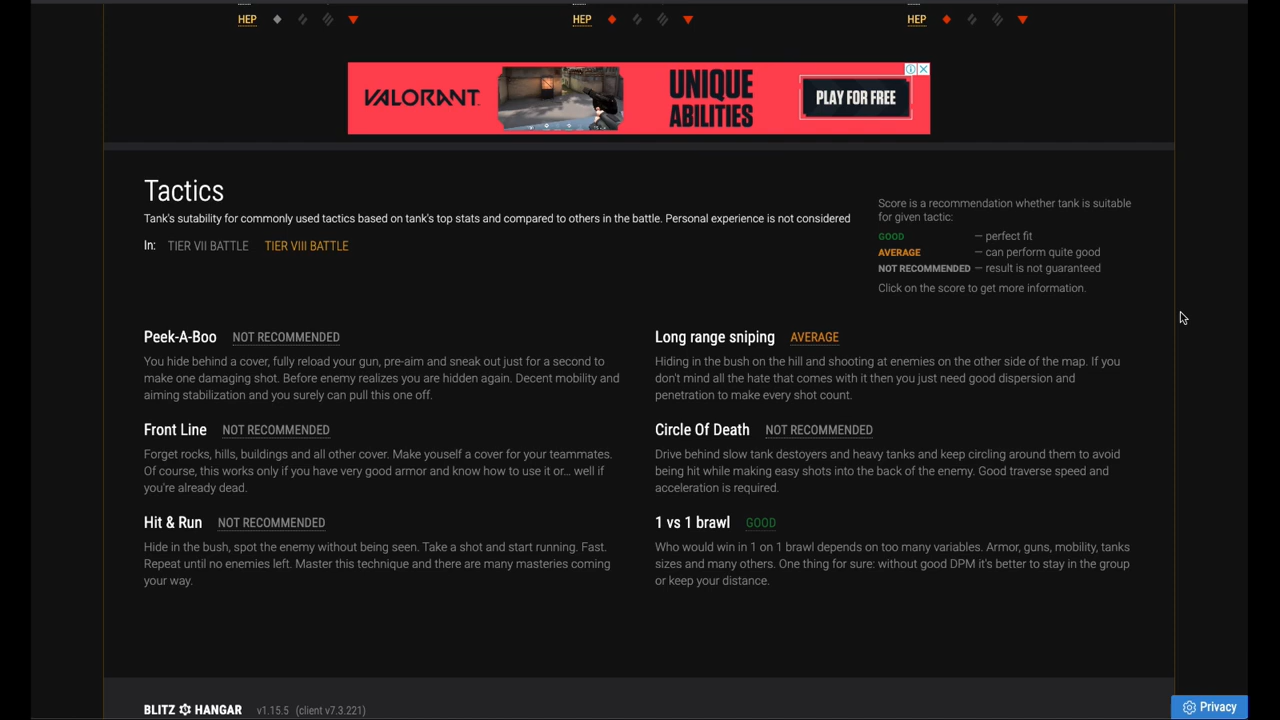 HEP HEP HEP
VALORANT UNIQUE ABILITIES PLAY FOR FREE
Tactics
Tank's sutability for commonly used tactics based on tank's top stats and compared to others in the battle. Personal experience is not considered
In: TIER VII BATTLE TIER VIII BATTLE
Score is a recommendation whether tank is suitable
for given tactic:
GOOD — perfect fit
AVERAGE — can perform quite good
NOT RECOMMENDED — result is not guaranteed
Click on the score to get more information.
Peek-A-Boo NOT RECOMMENDED
You hide behind a cover, fully reload your gun, pre-aim and sneak out just for a second to
make one damaging shot. Before enemy realizes you are hidden again. Decent mobility and
aiming stabilization and you surely can pull this one off.
Long range sniping AVERAGE
Hiding in the bush on the hill and shooting at enemies on the other side of the map. If you
don't mind all the hate that comes with it then you just need good dispersion and
penetration to make every shot count.
Front Line NOT RECOMMENDED
Forget rocks, hills, buildings and all other cover. Make youself a cover for your teammates.
Of course, this works only if you have very good armor and know how to use it or... well if
you're already dead.
Circle Of Death NOT RECOMMENDED
Drive behind slow tank destoyers and heavy tanks and keep circling around them to avoid
being hit while making easy shots into the back of the enemy. Good traverse speed and
acceleration is required.
Hit & Run NOT RECOMMENDED
Hide in the bush, spot the enemy without being seen. Take a shot and start running. Fast.
Repeat until no enemies left. Master this technique and there are many masteries coming
your way.
1 vs 1 brawl GOOD
Who would win in 1 on 1 brawl depends on too many variables. Armor, guns, mobility, tanks
sizes and many others. One thing for sure: without good DPM it's better to stay in the group
or keep your distance.
BLITZ HANGAR v1.15.5 (client v7.3.221)
Privacy